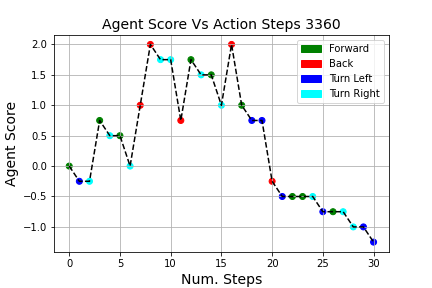 Agent Score Vs Action Steps 3360
2.0
1.5
1.0
0.5
0.0
−0.5
−1.0
Agent Score
Forward
Back
Turn Left
Turn Right
0 5 10 15 20 25 30
Num. Steps